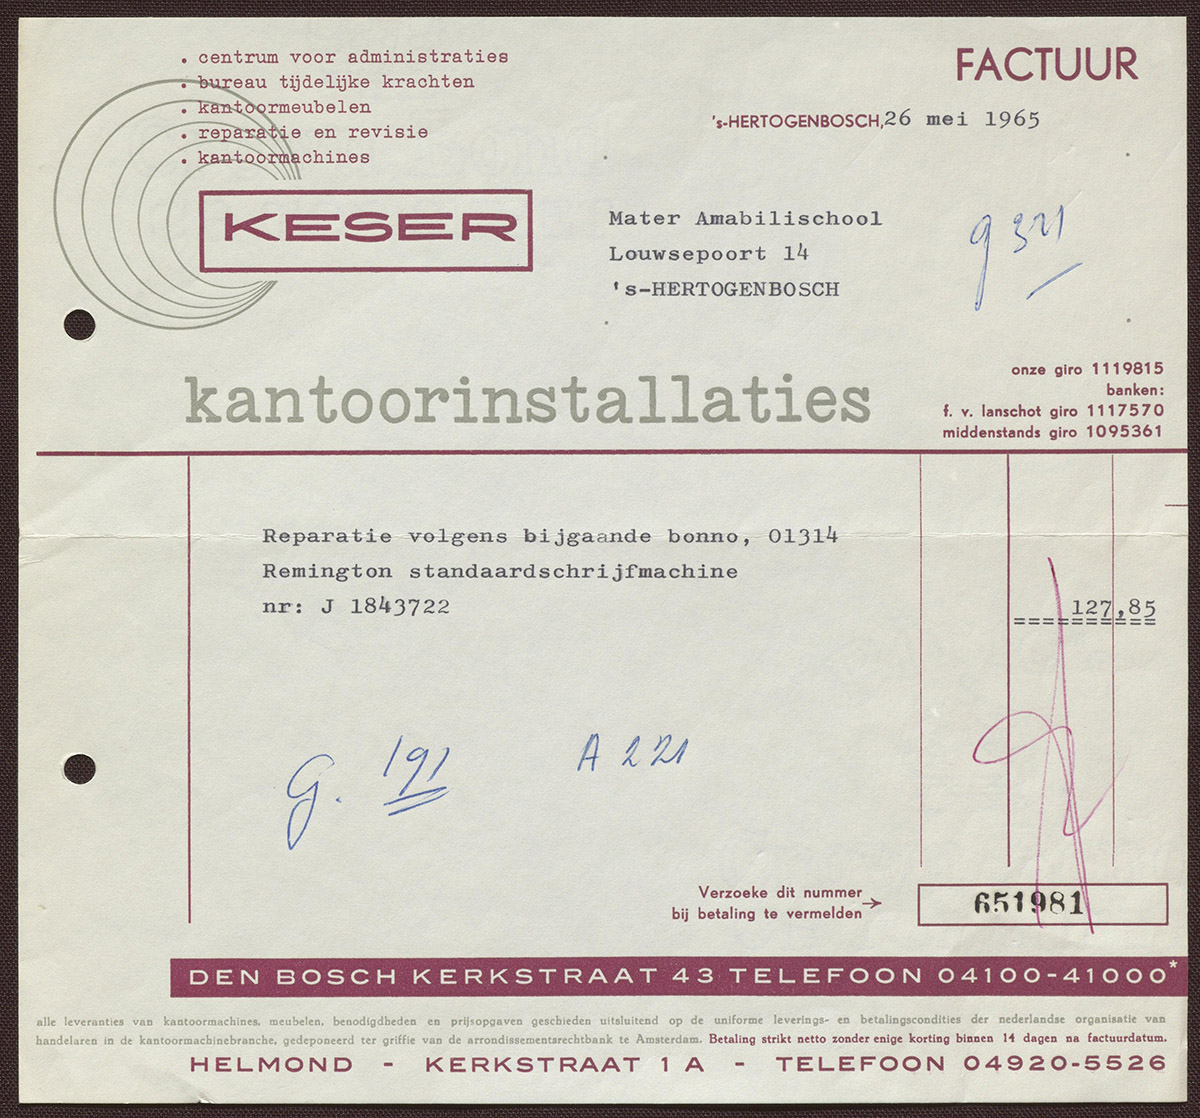 • centrum voor administraties
• bureau tijdelijke krachten
• kantoormeubelen
• reparatie en revisie
• kantoormachines
KESER
FACTUUR
's-HERTOGENBOSCH, 26 mei 1965
Mater Amabilischool
Louwsepoort 14
's-HERTOGENBOSCH
g 321
kantoorinstallaties
onze giro 1119815
banken:
f. v. lanschot giro 1117570
middenstands giro 1095361
Reparatie volgens bijgaande bonno, 01314
Remington standaardschrijfmachine
nr: J 1843722
127,85
G. 191
A 221
Verzoeke dit nummer
bij betaling te vermelden →
651981
DEN BOSCH KERKSTRAAT 43 TELEFOON 04100-41000*
alle leveranties van kantoormachines, meubelen, benodigdheden en prijsopgaven geschieden uitsluitend op de uniforme leverings- en betalingscondities der nederlandse organisatie van
handelaren in de kantoormachinebranche, gedeponeerd ter griffie van de arrondissementsrechtbank te Amsterdam. Betaling strikt netto zonder enige korting binnen 14 dagen na factuurdatum.
HELMOND - KERKSTRAAT 1 A - TELEFOON 04920-5526